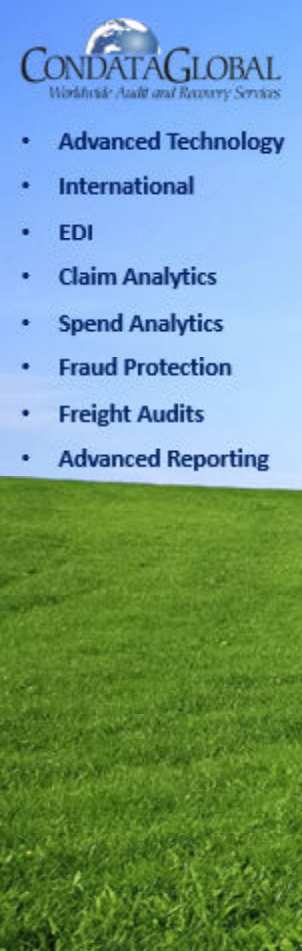 CONDATAGLOBAL
Worldwide Audit and Recovery Services
• Advanced Technology
• International
• EDI
• Claim Analytics
• Spend Analytics
• Fraud Protection
• Freight Audits
• Advanced Reporting